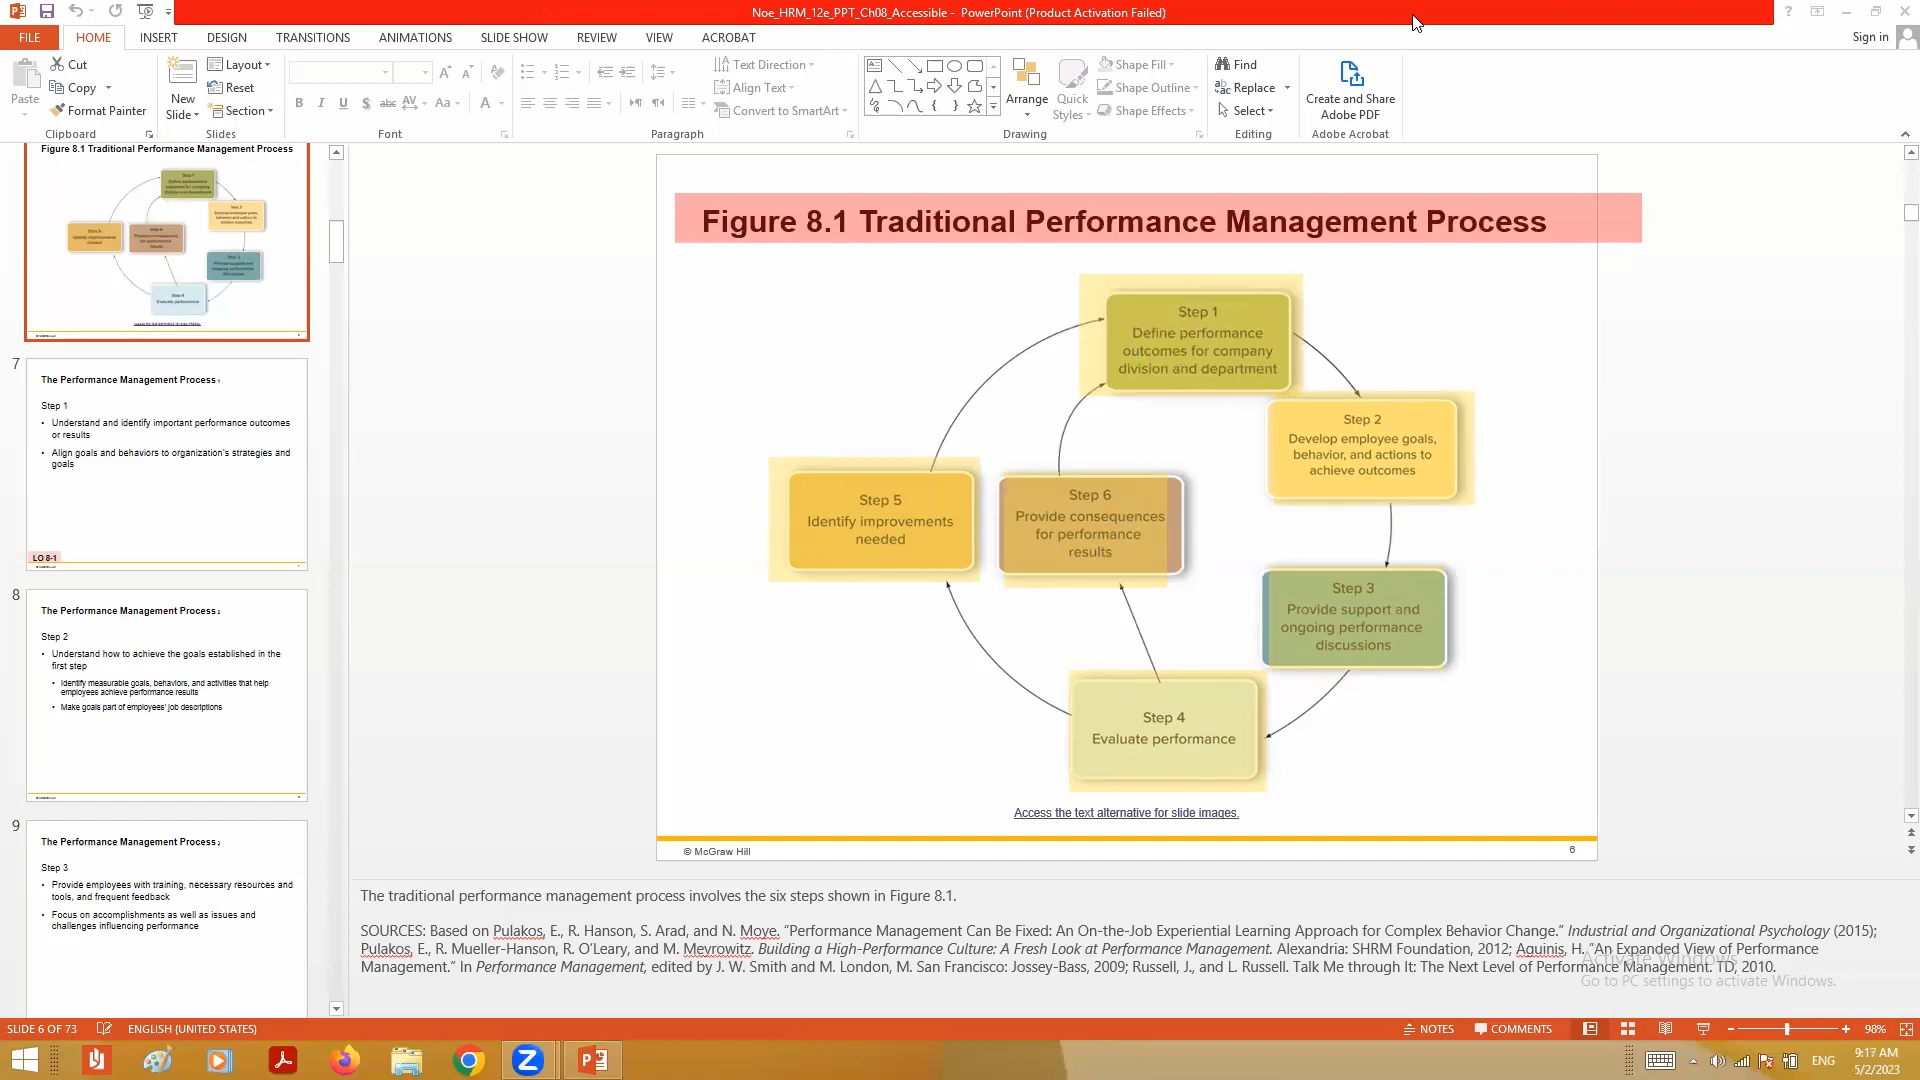 Noe_HRM_12e_PPT_Ch08_Accessible - PowerPoint (Product Activation Failed)
FILE HOME INSERT DESIGN TRANSITIONS ANIMATIONS SLIDE SHOW REVIEW VIEW ACROBAT
Sign in
Paste
Cut
Copy
Format Painter
Clipboard
New
Slide
Layout
Reset
Section
Slides
Font
Text Direction
Align Text
Convert to SmartArt
Paragraph
Arrange
Quick
Styles
Shape Fill
Shape Outline
Shape Effects
Drawing
Find
Replace
Select
Editing
Create and Share
Adobe PDF
Adobe Acrobat
Figure 8.1 Traditional Performance Management Process
7
The Performance Management Process 1
Step 1
• Understand and identify important performance outcomes
or results
• Align goals and behaviors to organization's strategies and
goals
LO 8-1
8
The Performance Management Process 2
Step 2
• Understand how to achieve the goals established in the
first step
• Identify measurable goals, behaviors, and activities that help
employees achieve performance results
• Make goals part of employees' job descriptions
9
The Performance Management Process 3
Step 3
• Provide employees with training, necessary resources and
tools, and frequent feedback
• Focus on accomplishments as well as issues and
challenges influencing performance
Figure 8.1 Traditional Performance Management Process
Step 1
Define performance
outcomes for company
division and department
Step 2
Develop employee goals,
behavior, and actions to
achieve outcomes
Step 3
Provide support and
ongoing performance
discussions
Step 4
Evaluate performance
Step 5
Identify improvements
needed
Step 6
Provide consequences
for performance
results
Access the text alternative for slide images.
© McGraw Hill
6
The traditional performance management process involves the six steps shown in Figure 8.1.
SOURCES: Based on Pulakos, E., R. Hanson, S. Arad, and N. Moye. "Performance Management Can Be Fixed: An On-the-Job Experiential Learning Approach for Complex Behavior Change." Industrial and Organizational Psychology (2015);
Pulakos, E., R. Mueller-Hanson, R. O'Leary, and M. Meyrowitz. Building a High-Performance Culture: A Fresh Look at Performance Management. Alexandria: SHRM Foundation, 2012; Aguinis, H. "An Expanded View of Performance
Management." In Performance Management, edited by J. W. Smith and M. London, M. San Francisco: Jossey-Bass, 2009; Russell, J., and L. Russell. Talk Me through It: The Next Level of Performance Management. TD, 2010.
Activate Windows
Go to PC settings to activate Windows.
SLIDE 6 OF 73 ENGLISH (UNITED STATES) NOTES COMMENTS 98%
ENG
9:17 AM
5/2/2023